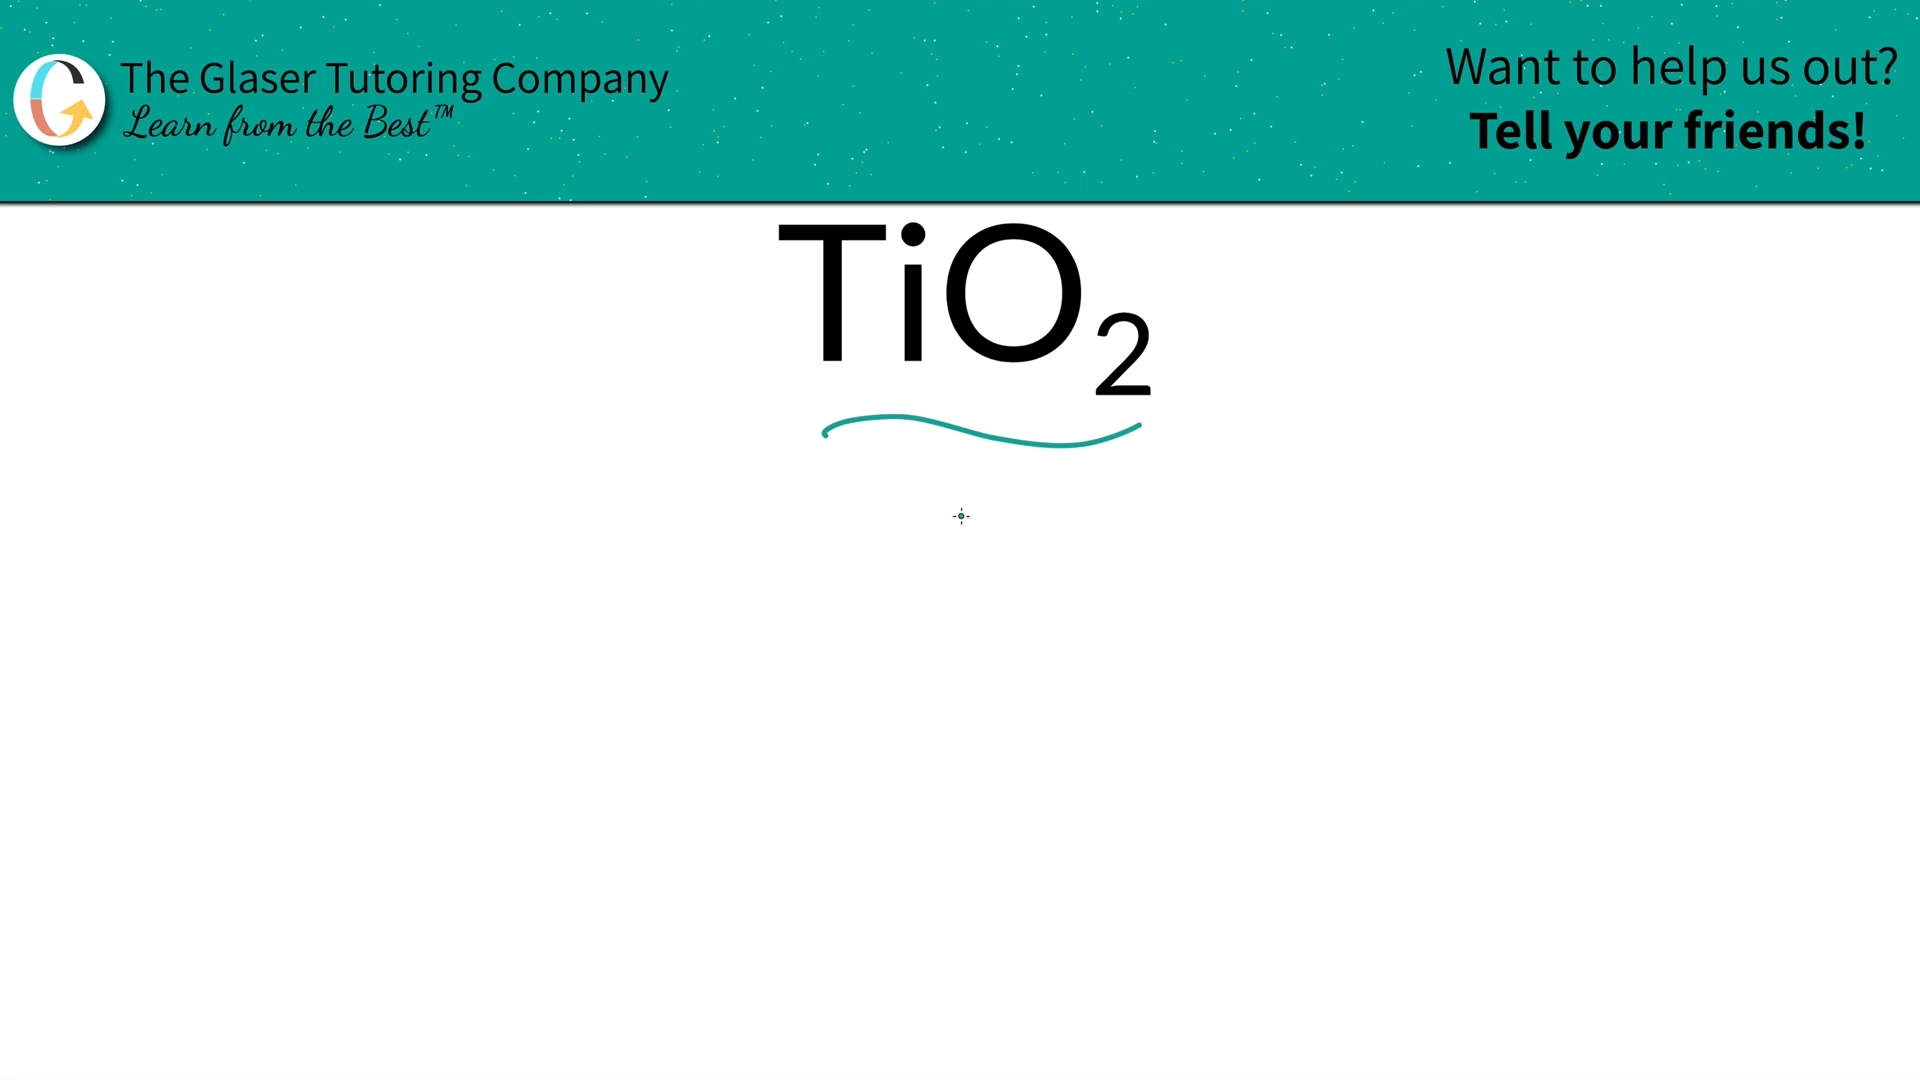 The Glaser Tutoring Company
Learn from the Best™
Want to help us out?
Tell your friends!
TiO₂